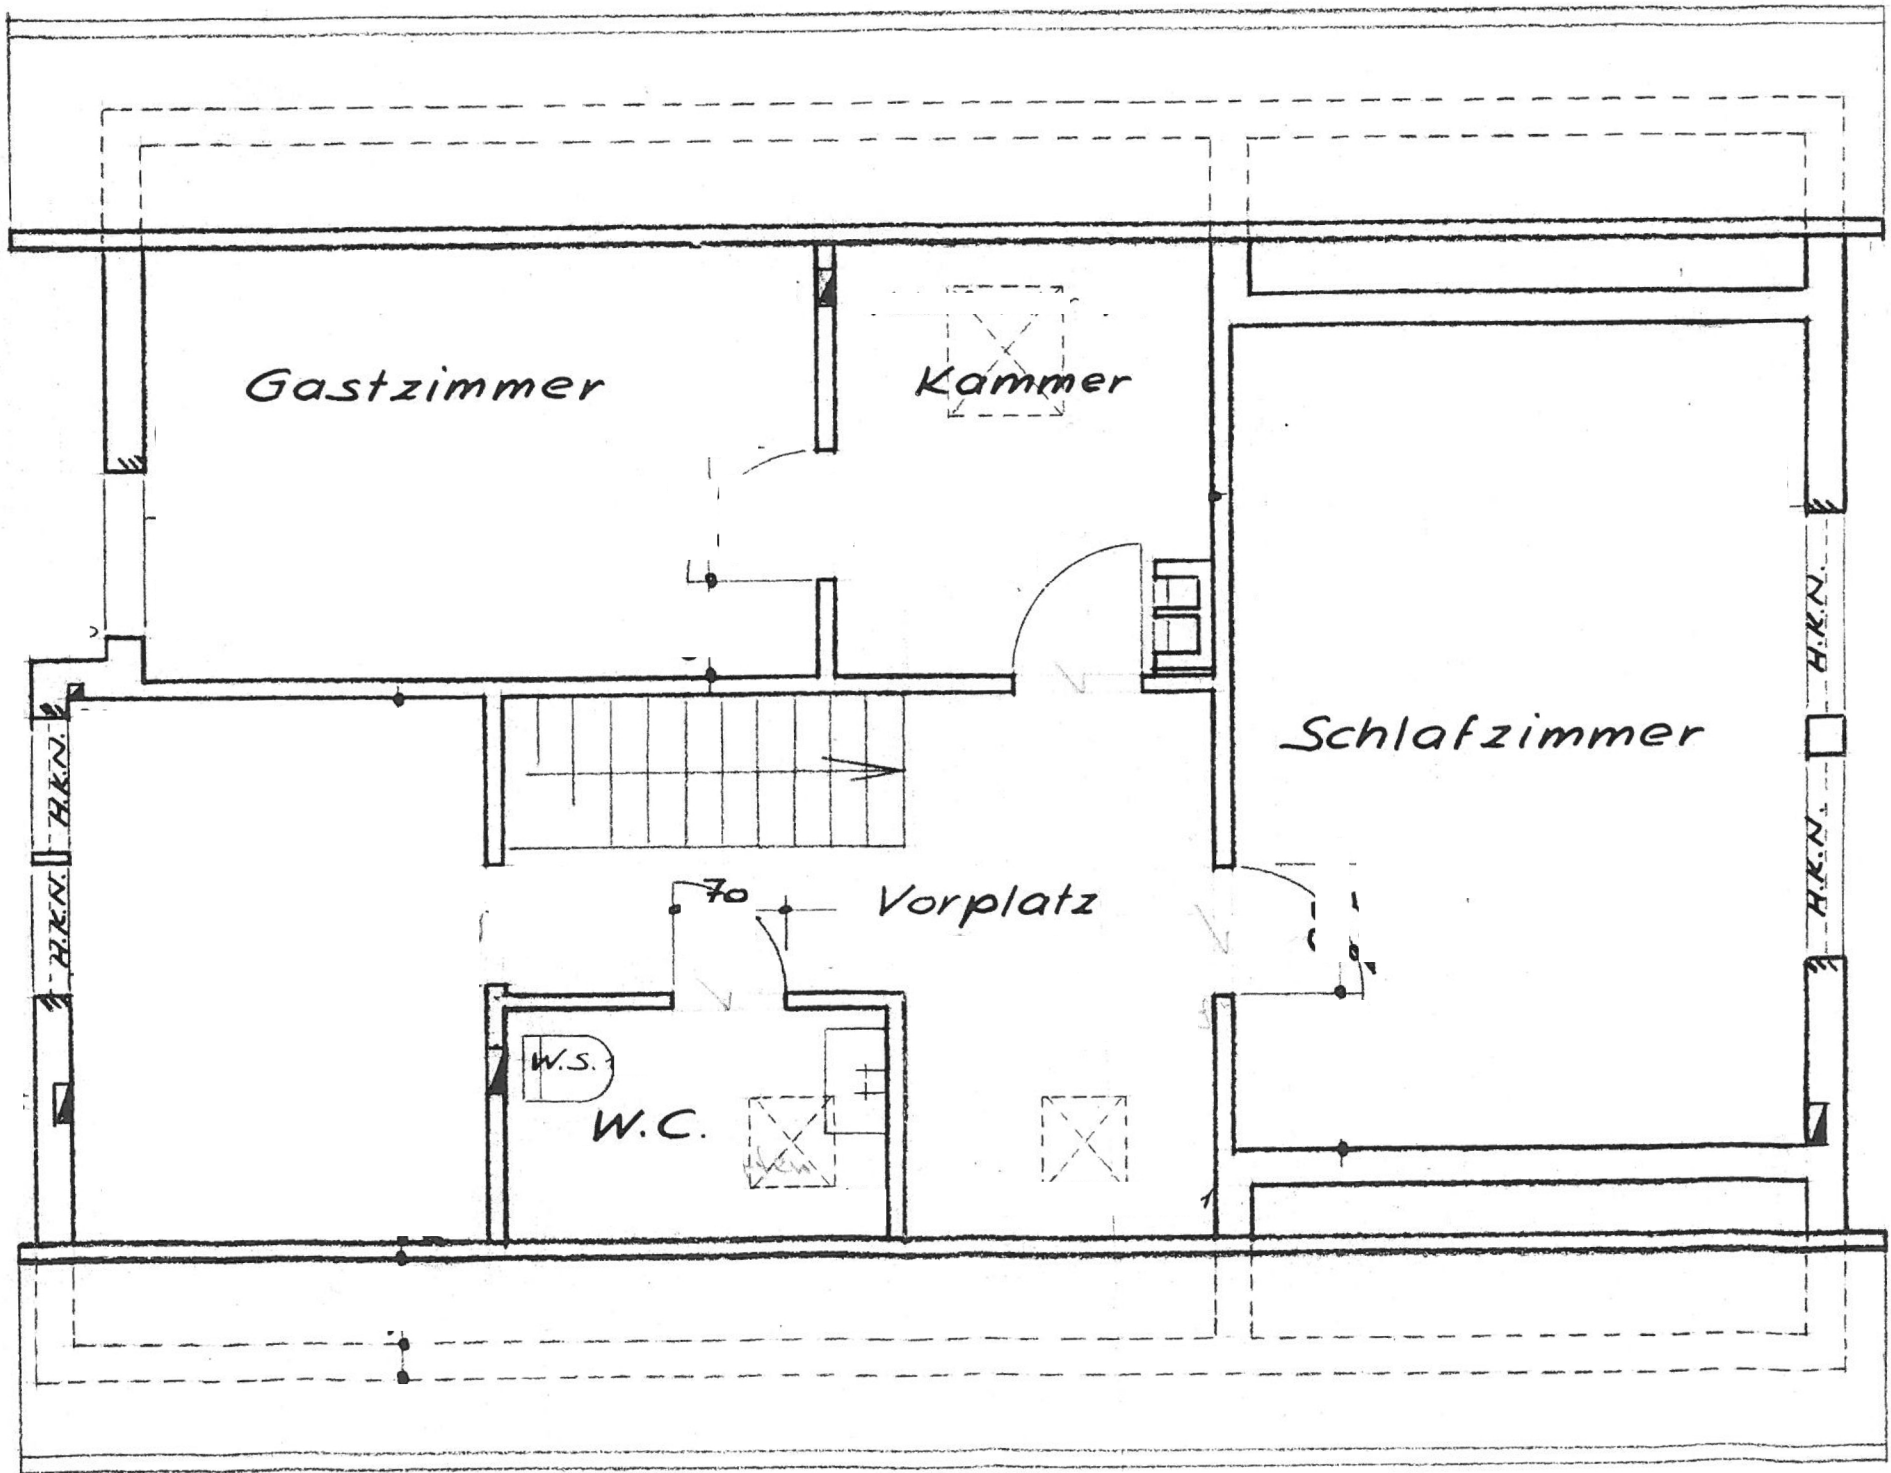 Gastzimmer
Kammer
H.K.N.
Schlafzimmer
H.K.N.
H.K.N.
H.K.N.
70
Vorplatz
W.S.
W.C.